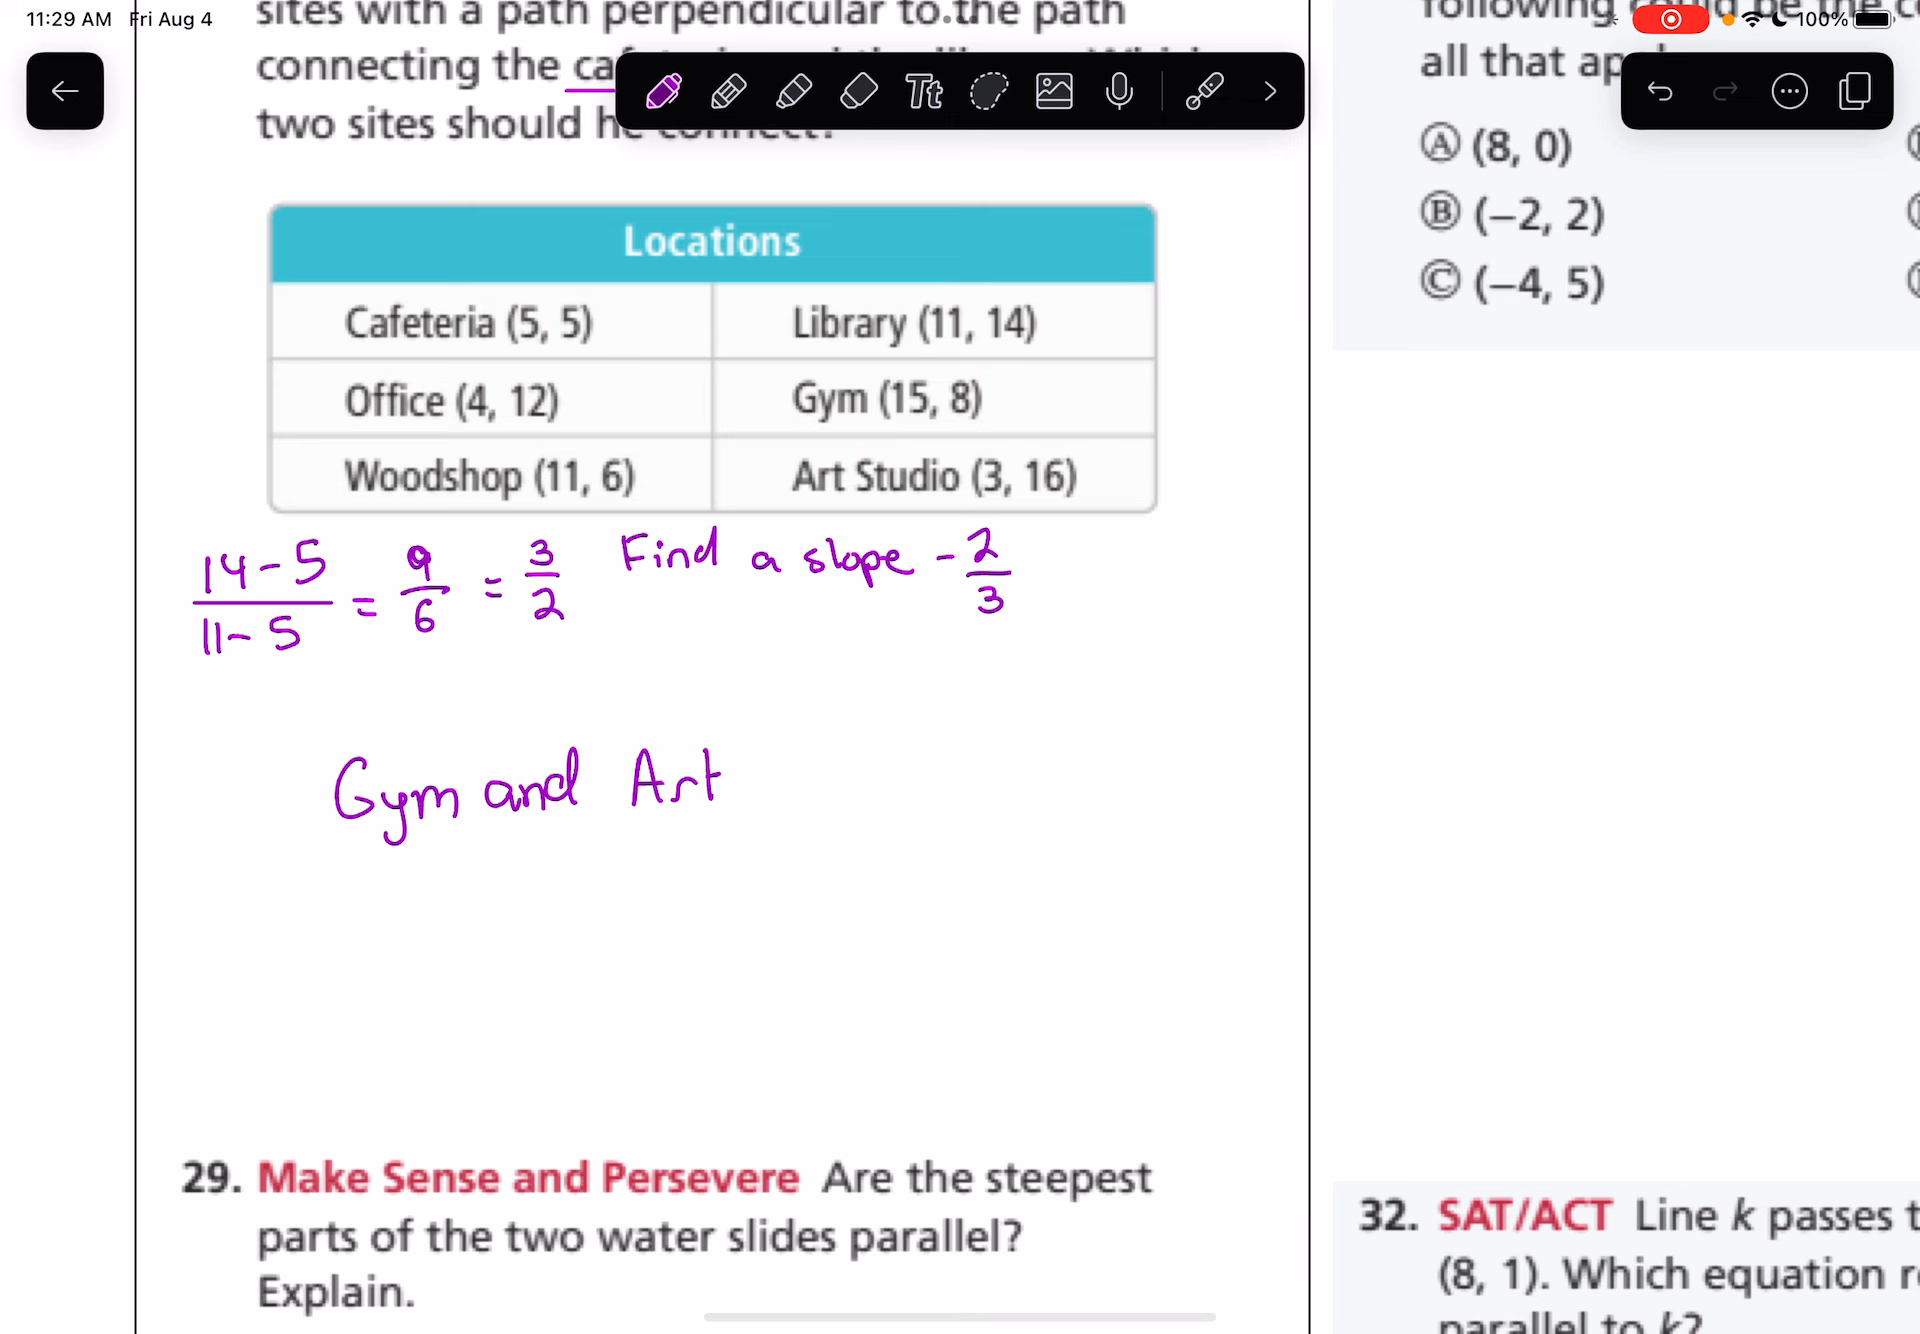 11:29 AM Fri Aug 4
100%
sites with a path perpendicular to the path
connecting the ca
two sites should he connect?
Tt
Locations
Cafeteria (5, 5) Library (11, 14)
Office (4, 12) Gym (15, 8)
Woodshop (11, 6) Art Studio (3, 16)
14-5/11-5 = 9/6 = 3/2 Find a slope -2/3
Gym and Art
29. Make Sense and Persevere Are the steepest
parts of the two water slides parallel?
Explain.
following
all that ap
Ⓐ (8, 0)
Ⓑ (−2, 2)
Ⓒ (−4, 5)
32. SAT/ACT Line k passes t
(8, 1). Which equation r
parallel to k?